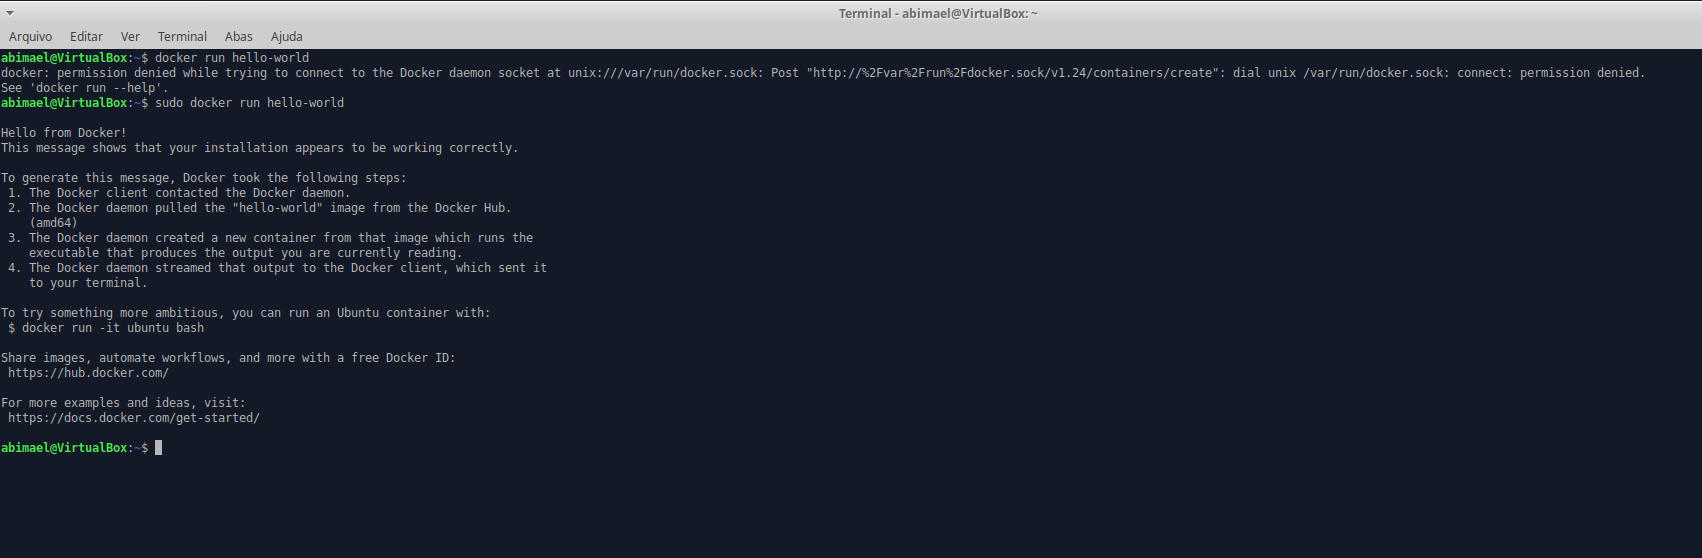 Terminal - abimael@VirtualBox: ~
Arquivo Editar Ver Terminal Abas Ajuda
abimael@VirtualBox:~$ docker run hello-world
docker: permission denied while trying to connect to the Docker daemon socket at unix:///var/run/docker.sock: Post "http://%2Fvar%2Frun%2Fdocker.sock/v1.24/containers/create": dial unix /var/run/docker.sock: connect: permission denied.
See 'docker run --help'.
abimael@VirtualBox:~$ sudo docker run hello-world
Hello from Docker!
This message shows that your installation appears to be working correctly.
To generate this message, Docker took the following steps:
1. The Docker client contacted the Docker daemon.
2. The Docker daemon pulled the "hello-world" image from the Docker Hub.
(amd64)
3. The Docker daemon created a new container from that image which runs the
executable that produces the output you are currently reading.
4. The Docker daemon streamed that output to the Docker client, which sent it
to your terminal.
To try something more ambitious, you can run an Ubuntu container with:
$ docker run -it ubuntu bash
Share images, automate workflows, and more with a free Docker ID:
https://hub.docker.com/
For more examples and ideas, visit:
https://docs.docker.com/get-started/
abimael@VirtualBox:~$